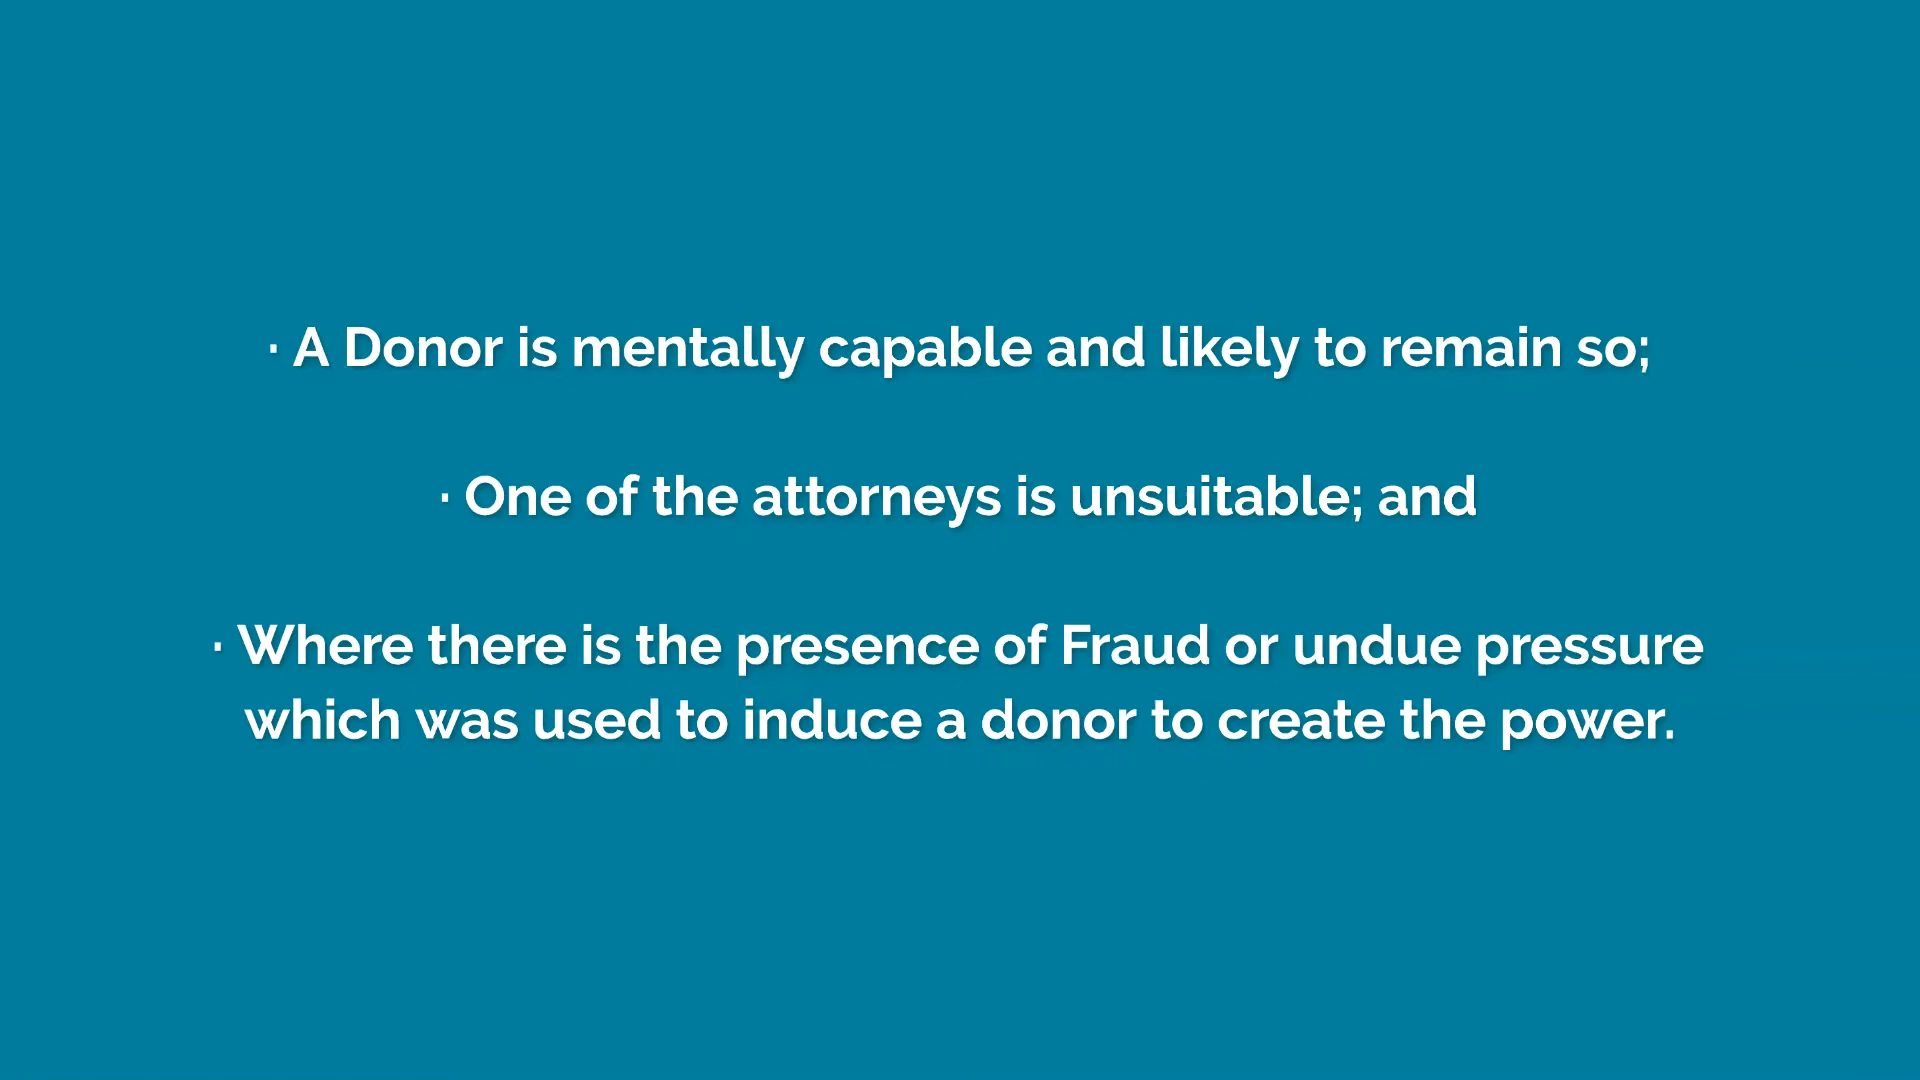 · A Donor is mentally capable and likely to remain so;
· One of the attorneys is unsuitable; and
· Where there is the presence of Fraud or undue pressure
which was used to induce a donor to create the power.